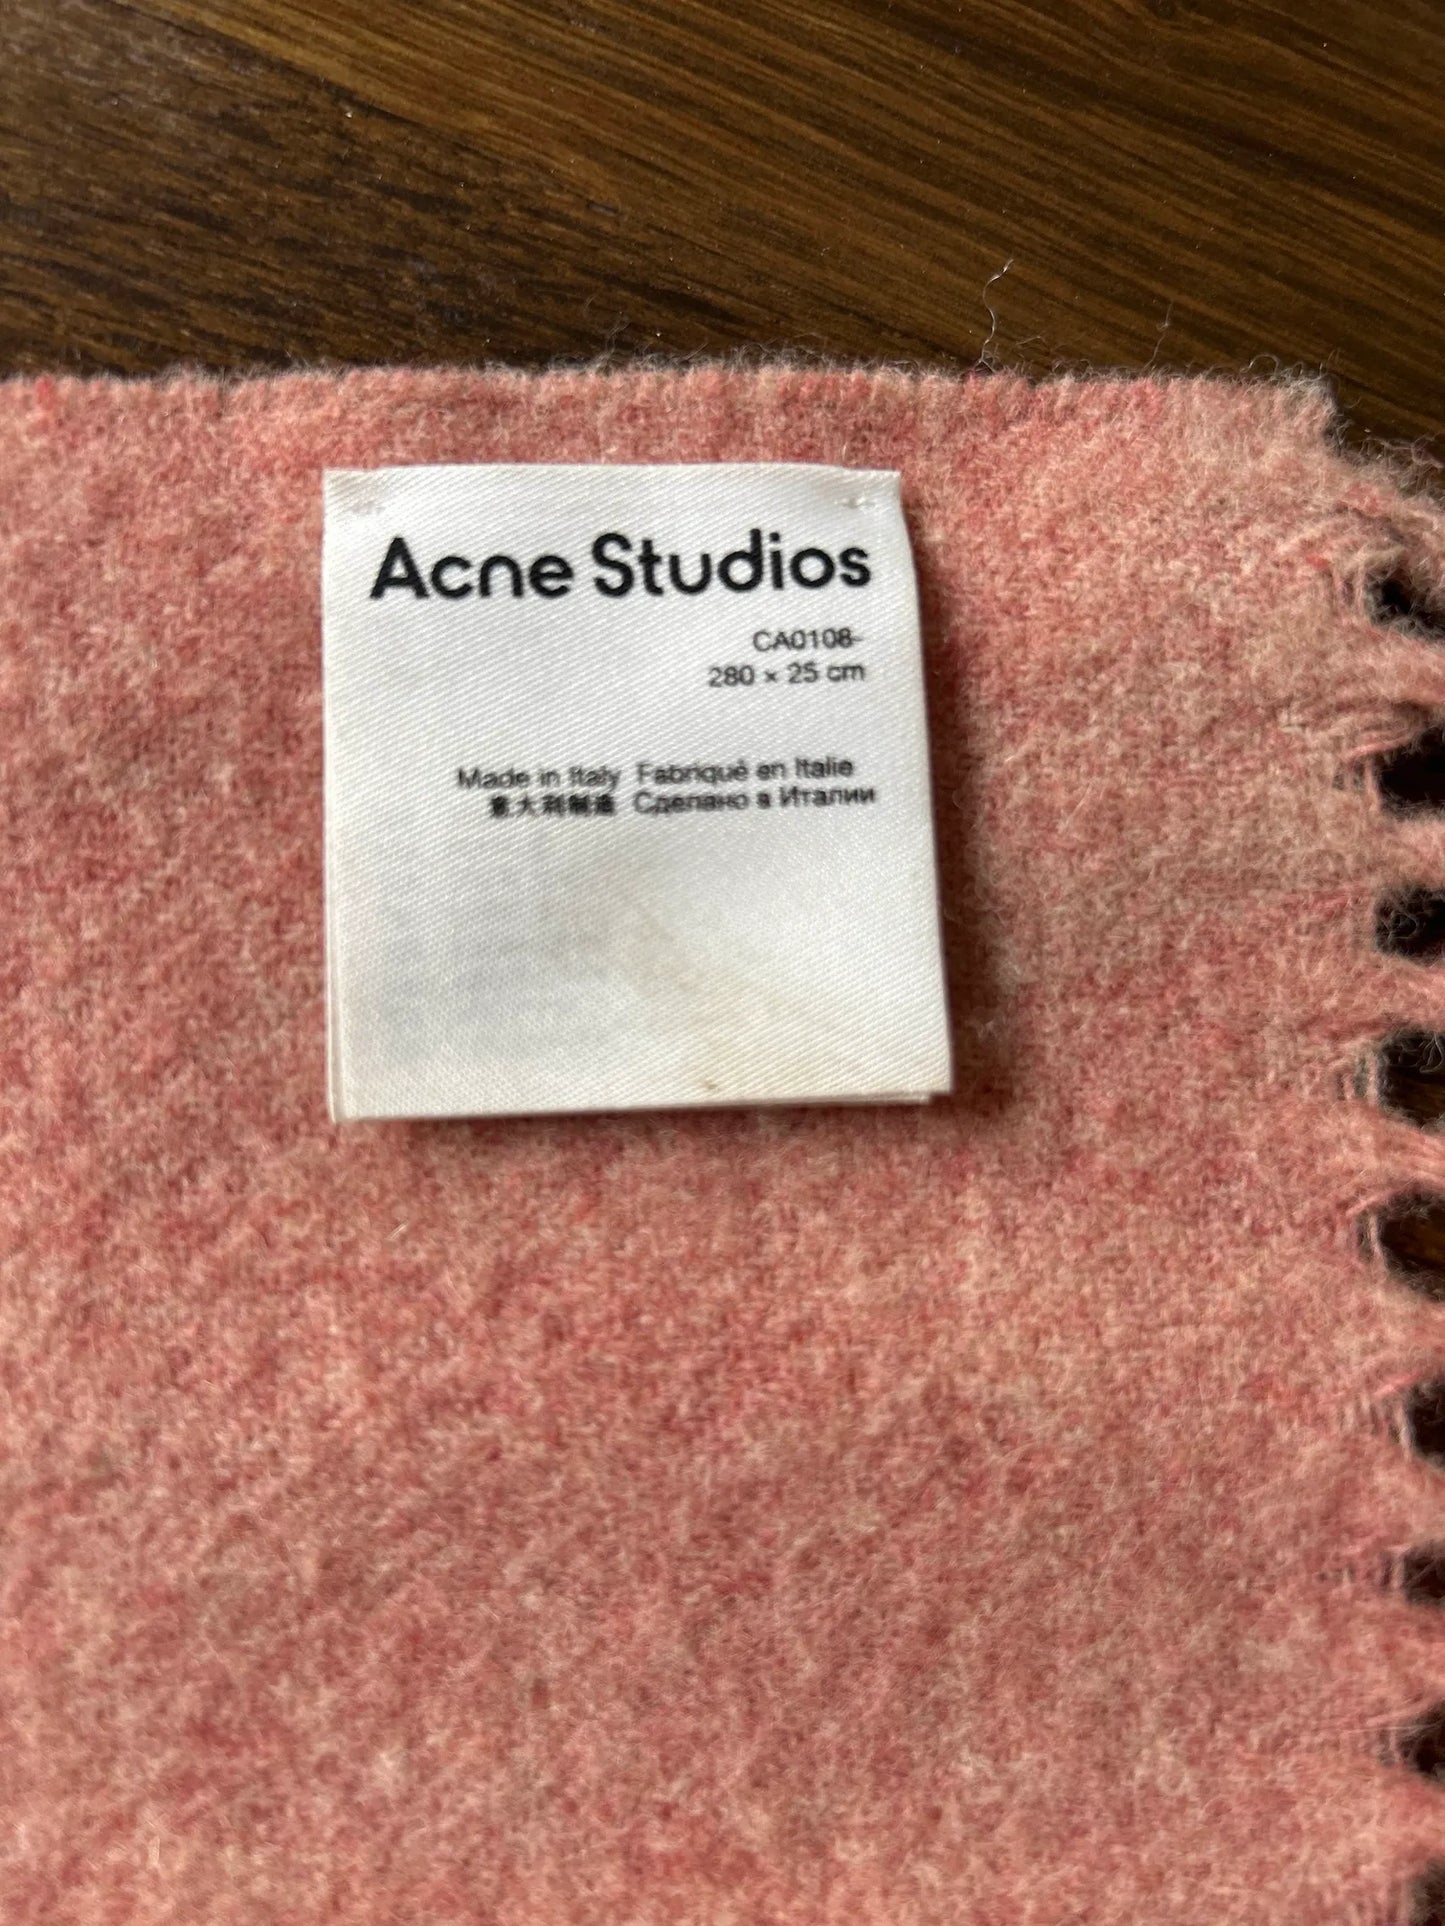 Acne Studios
CA0108-
280 × 25 cm
Made in Italy Fabriqué en Italie
意大利制造 Сделано в Италии